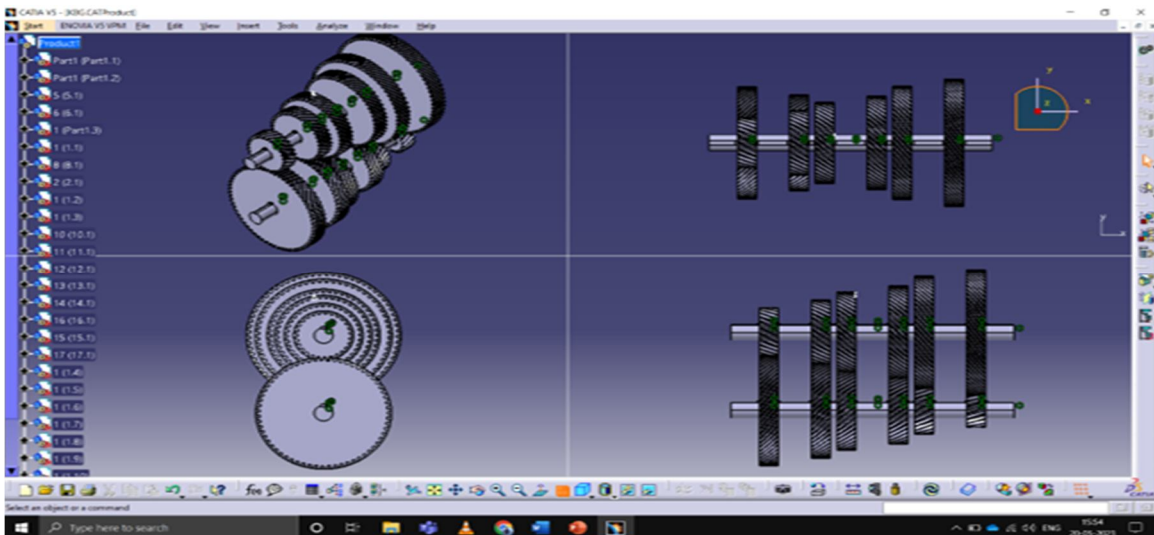 CATIA V5 - [KBG.CATProduct]
Start ENOVIA V5 VPM File Edit View Insert Tools Analyze Window Help
Product1
Part1 (Part1.1)
Part1 (Part1.2)
5 (5.1)
6 (6.1)
1 (Part1.3)
1 (1.1)
8 (8.1)
2 (2.1)
1 (1.2)
1 (1.3)
10 (10.1)
11 (11.1)
12 (12.1)
13 (13.1)
14 (14.1)
16 (16.1)
15 (15.1)
17 (17.1)
1 (1.4)
1 (1.5)
1 (1.6)
1 (1.7)
1 (1.8)
1 (1.9)
1 (1.10)
y
x
z
y
x
CATIA
Select an object or a command
Type here to search
ENG
15:54